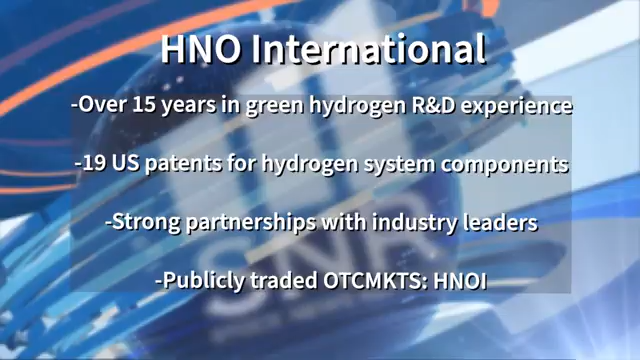 HNO International
-Over 15 years in green hydrogen R&D experience
-19 US patents for hydrogen system components
-Strong partnerships with industry leaders
-Publicly traded OTCMKTS: HNOI
SNR